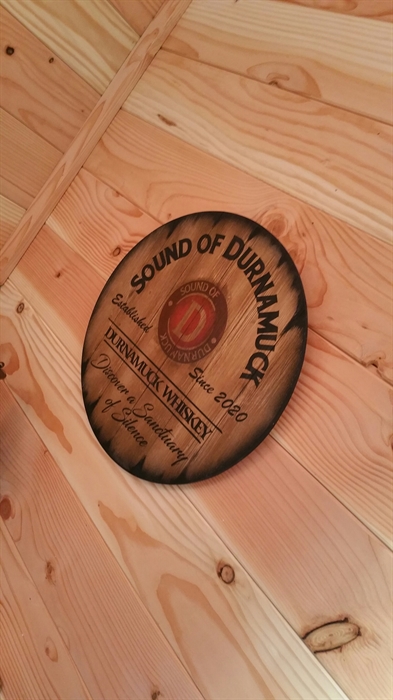 SOUND OF DURNAMUCK
SOUND OF
D
DURNAMUCK
Established
Since 2020
DURNAMUCK WHISKEY
Discover a Sanctuary
of Silence